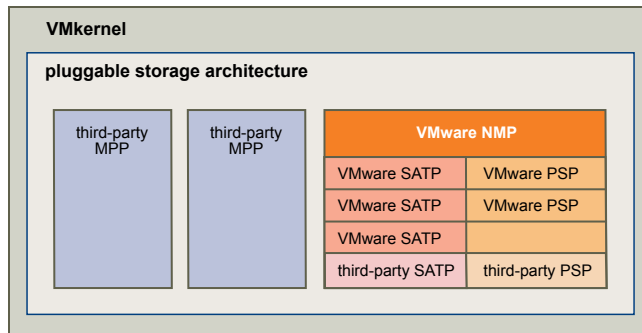 VMkernel
pluggable storage architecture
third-party
MPP
third-party
MPP
VMware NMP
VMware SATP
VMware PSP
VMware SATP
VMware PSP
VMware SATP
third-party SATP
third-party PSP